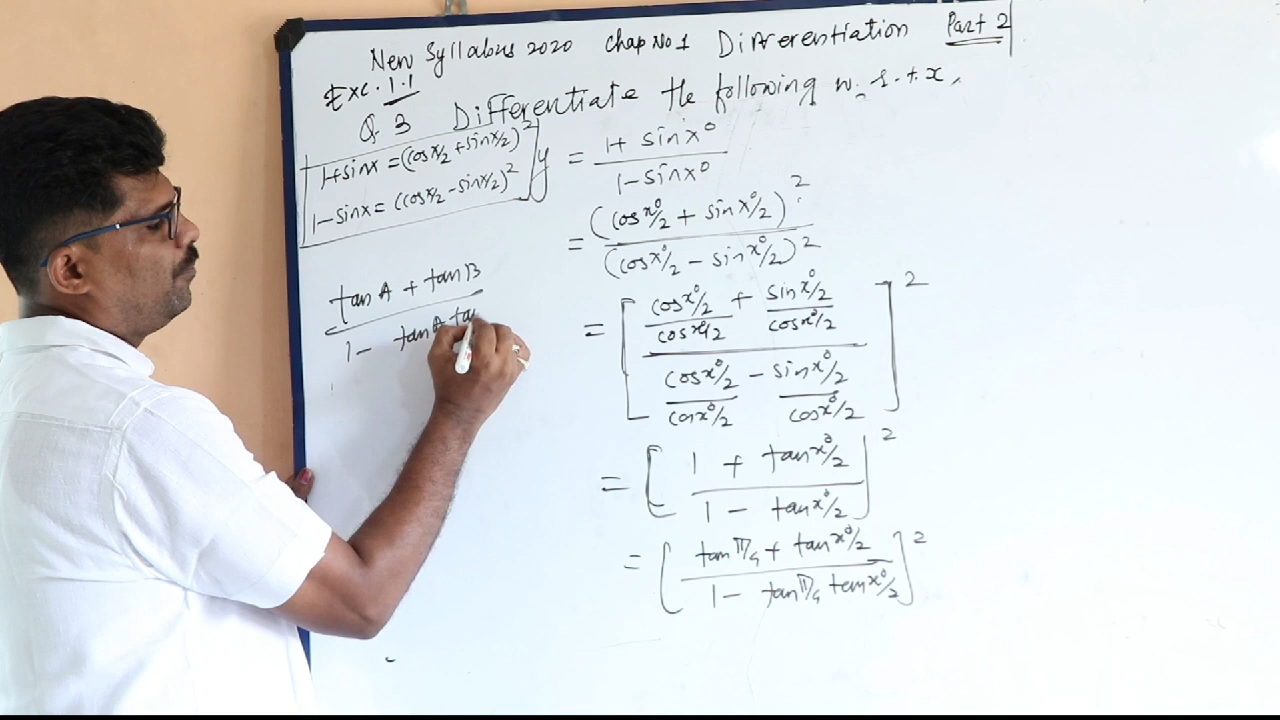 New Syllabus 2020 Chap No 1 Differentiation Part 2
Exc. 1.1
Q. 3 Differentiate the following w. r. t x.
1+sinx = (cosx/2 + sinx/2)²
1-sinx = (cosx/2 - sinx/2)²
y = (1 + sinx°) / (1 - sinx°)
= (cosx°/2 + sinx°/2)² / (cosx°/2 - sinx°/2)²
tanA + tanB
1 - tanA ta
= [ (cosx°/2 / cosx°/2 + sinx°/2 / cosx°/2) / (cosx°/2 / cosx°/2 - sinx°/2 / cosx°/2) ]²
= [ (1 + tanx°/2) / (1 - tanx°/2) ]²
= [ (tanπ/4 + tanx°/2) / (1 - tanπ/4 tanx°/2) ]²